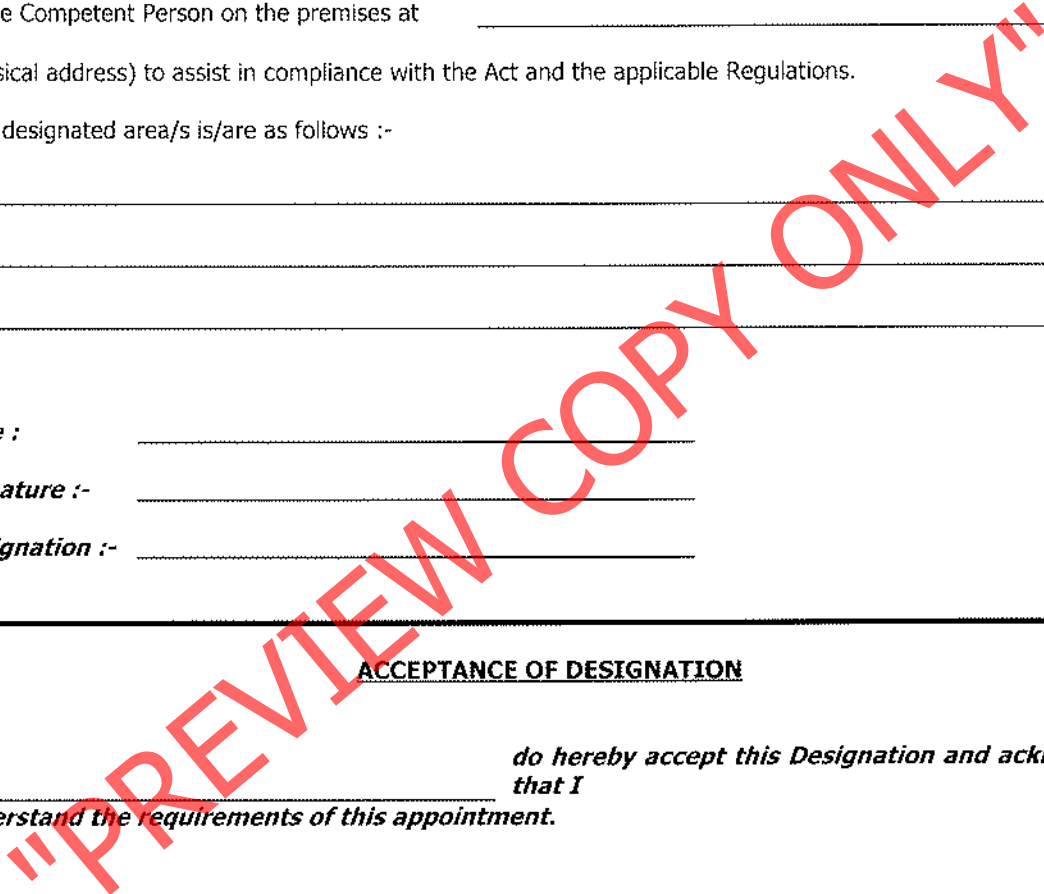 e Competent Person on the premises at
sical address) to assist in compliance with the Act and the applicable Regulations.
designated area/s is/are as follows :-
e :
ature :-
gnation :-
ACCEPTANCE OF DESIGNATION
do hereby accept this Designation and ackı
that I
erstand the requirements of this appointment.
"PREVIEW COPY ONLY"